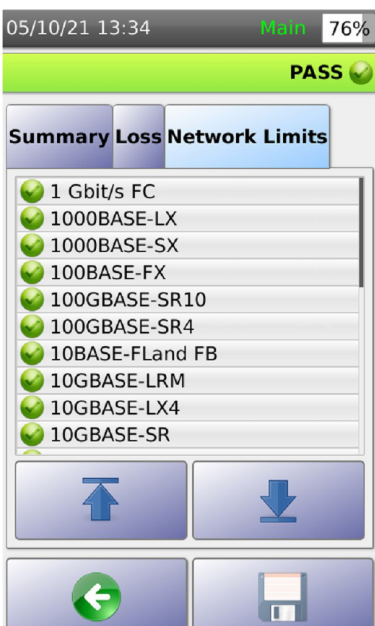 05/10/21 13:34 Main 76%
PASS
Summary Loss Network Limits
1 Gbit/s FC
1000BASE-LX
1000BASE-SX
100BASE-FX
100GBASE-SR10
100GBASE-SR4
10BASE-FLand FB
10GBASE-LRM
10GBASE-LX4
10GBASE-SR